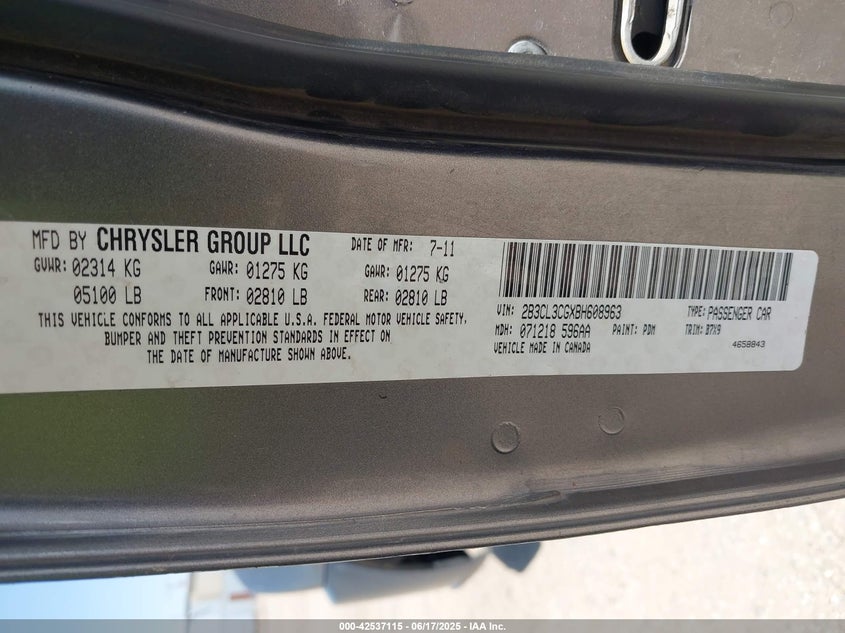 MFD BY CHRYSLER GROUP LLC DATE OF MFR: 7-11
GVWR: 02314 KG GAWR: 01275 KG GAWR: 01275 KG
05100 LB FRONT: 02810 LB REAR: 02810 LB
THIS VEHICLE CONFORMS TO ALL APPLICABLE U.S.A. FEDERAL MOTOR VEHICLE SAFETY,
BUMPER AND THEFT PREVENTION STANDARDS IN EFFECT ON
THE DATE OF MANUFACTURE SHOWN ABOVE.
VIN: 2B3CL3CGXBH608963 TYPE: PASSENGER CAR
MDH: 071218 596AA PAINT: PDM TRIM: B7X9
VEHICLE MADE IN CANADA 4658843
000-42537115 | 06/17/2025 - IAA Inc.